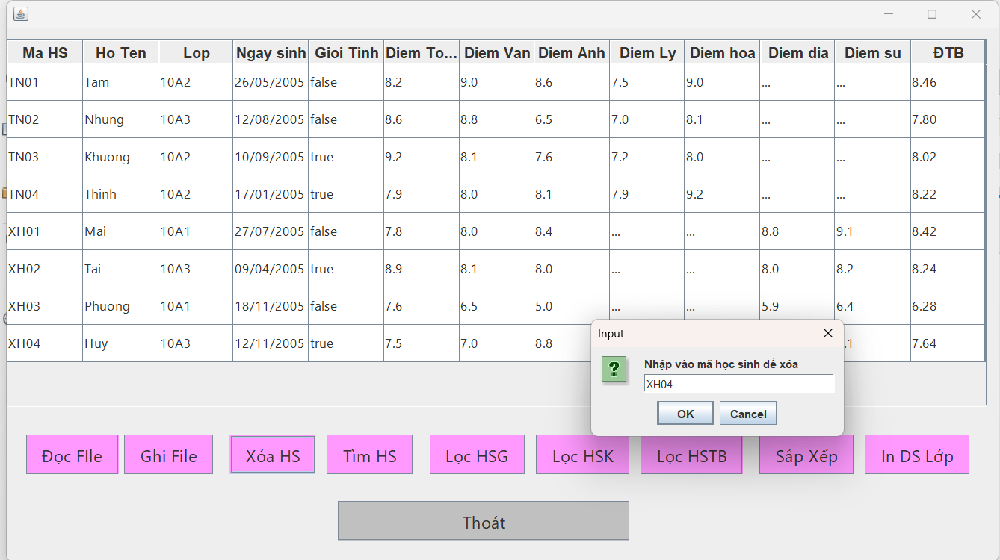 Ma HS Ho Ten Lop Ngay sinh Gioi Tinh Diem To... Diem Van Diem Anh Diem Ly Diem hoa Diem dia Diem su ĐTB
TN01 Tam 10A2 26/05/2005 false 8.2 9.0 8.6 7.5 9.0 ... ... 8.46
TN02 Nhung 10A3 12/08/2005 false 8.6 8.8 6.5 7.0 8.1 ... ... 7.80
TN03 Khuong 10A2 10/09/2005 true 9.2 8.1 7.6 7.2 8.0 ... ... 8.02
TN04 Thinh 10A2 17/01/2005 true 7.9 8.0 8.1 7.9 9.2 ... ... 8.22
XH01 Mai 10A1 27/07/2005 false 7.8 8.0 8.4 ... ... 8.8 9.1 8.42
XH02 Tai 10A3 09/04/2005 true 8.9 8.1 8.0 ... ... 8.0 8.2 8.24
XH03 Phuong 10A1 18/11/2005 false 7.6 6.5 5.0 ... ... 5.9 6.4 6.28
XH04 Huy 10A3 12/11/2005 true 7.5 7.0 8.8 .1 7.64
Input
Nhập vào mã học sinh để xóa
XH04
OK Cancel
Đọc FIle Ghi File Xóa HS Tìm HS Lọc HSG Lọc HSK Lọc HSTB Sắp Xếp In DS Lớp
Thoát